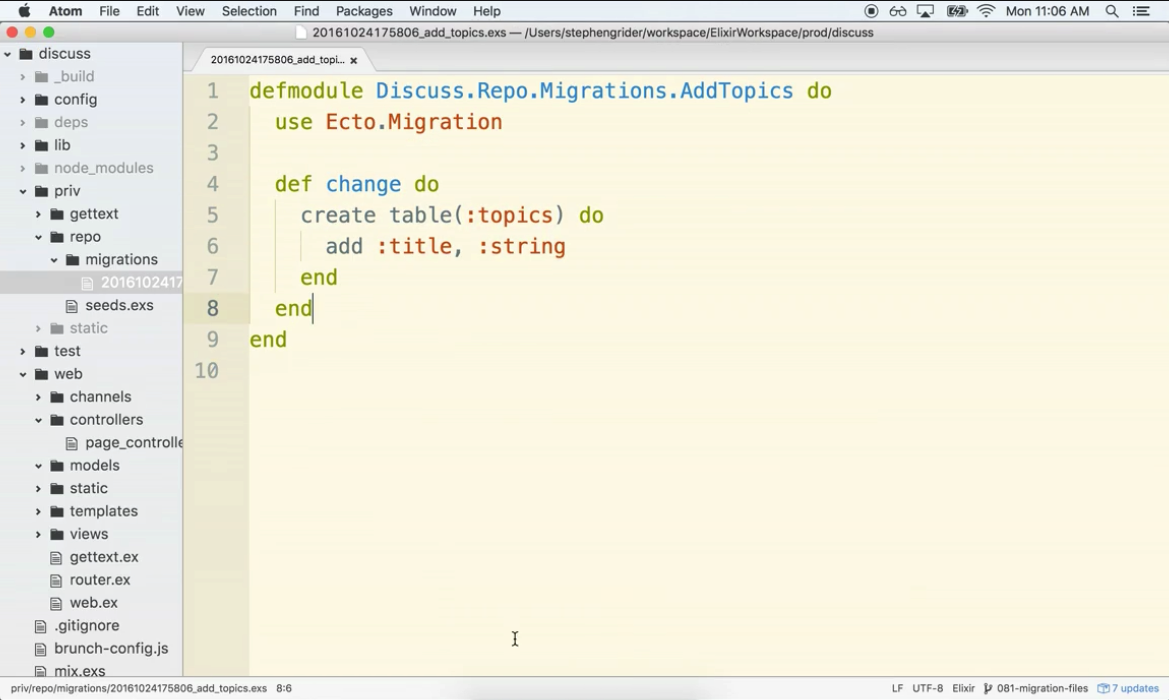 Atom File Edit View Selection Find Packages Window Help Mon 11:06 AM
20161024175806_add_topics.exs — /Users/stephengrider/workspace/ElixirWorkspace/prod/discuss
discuss
_build
config
deps
lib
node_modules
priv
gettext
repo
migrations
2016102417
seeds.exs
static
test
web
channels
controllers
page_controlle
models
static
templates
views
gettext.ex
router.ex
web.ex
.gitignore
brunch-config.js
mix.exs
20161024175806_add_topi...
1 defmodule Discuss.Repo.Migrations.AddTopics do
2 use Ecto.Migration
3
4 def change do
5 create table(:topics) do
6 add :title, :string
7 end
8 end
9 end
10
priv/repo/migrations/20161024175806_add_topics.exs 8:6 LF UTF-8 Elixir 081-migration-files 7 updates